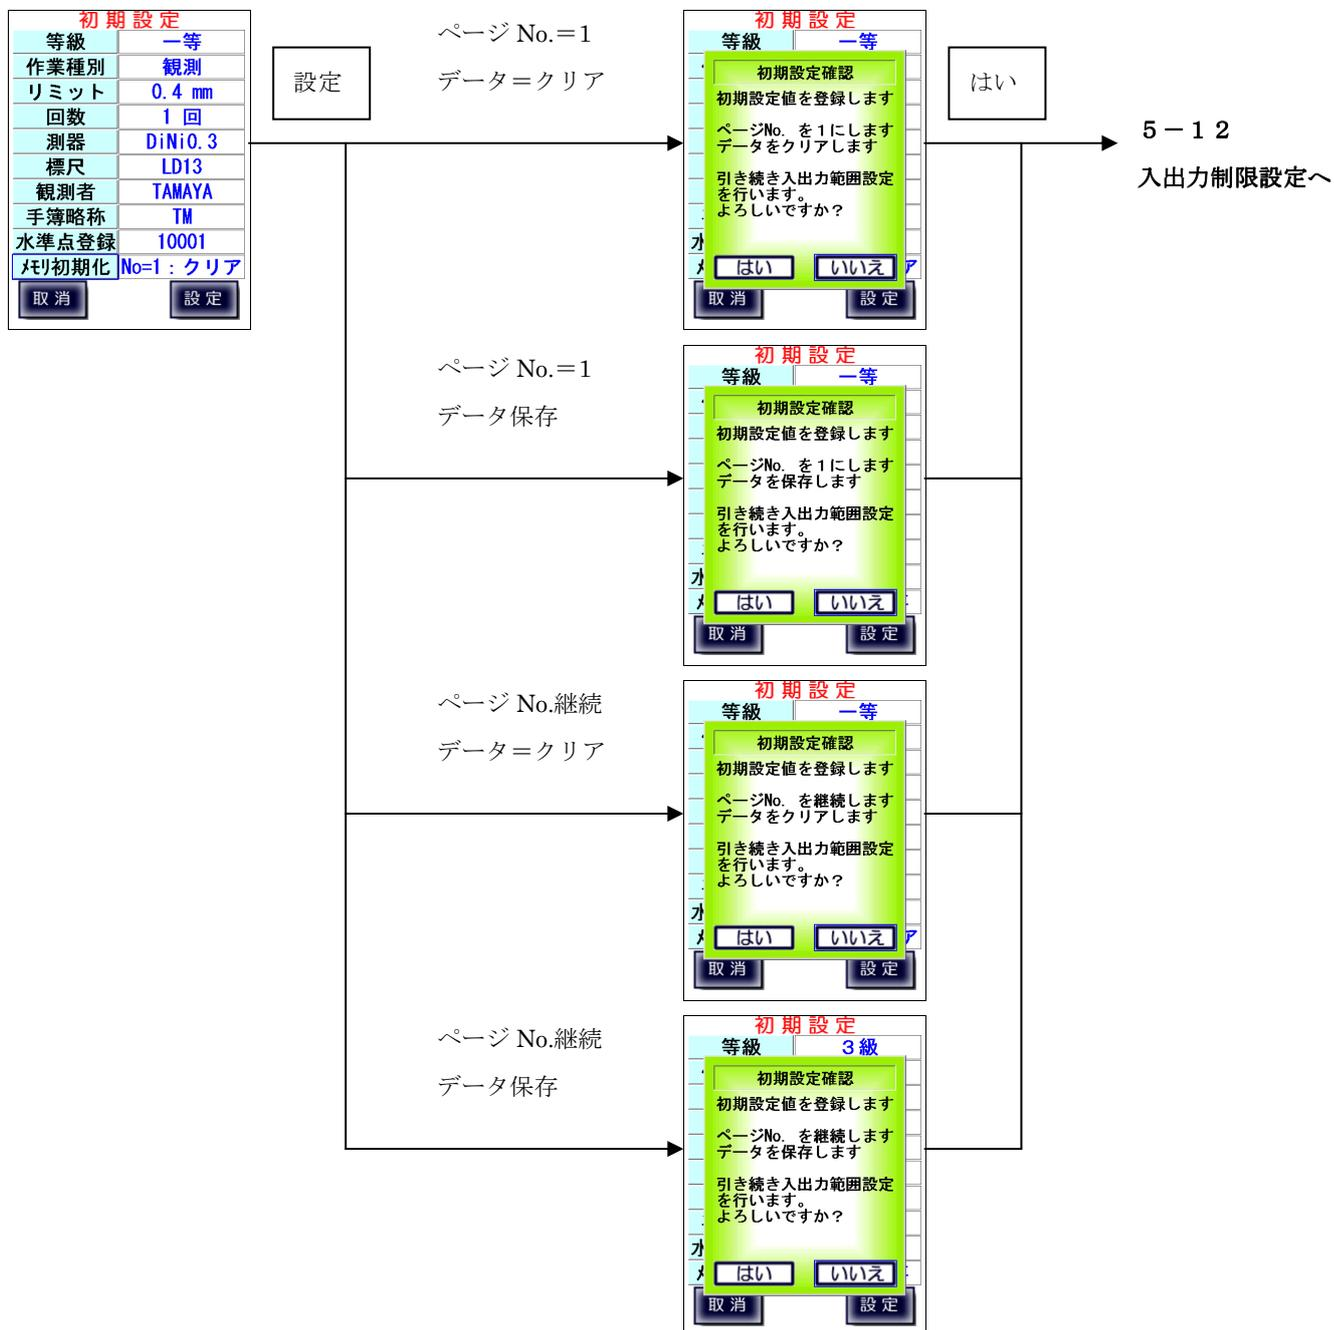 初期設定
等級 一等
作業種別 観測
リミット 0.4 mm
回数 1 回
測器 DiNi0.3
標尺 LD13
観測者 TAMAYA
手簿略称 TM
水準点登録 10001
ﾒﾓﾘ初期化 No=1：クリア
取消 設定
設定
ページ No.＝1
データ＝クリア
初期設定
等級 一等
初期設定確認
初期設定値を登録します
ページNo. を１にします
データをクリアします
引き続き入出力範囲設定
を行います。
よろしいですか？
水
はい いいえ ア
取消 設定
はい
５－１２
入出力制限設定へ
ページ No.＝1
データ保存
初期設定
等級 一等
初期設定確認
初期設定値を登録します
ページNo. を１にします
データを保存します
引き続き入出力範囲設定
を行います。
よろしいですか？
水
はい いいえ
取消 設定
ページ No.継続
データ＝クリア
初期設定
等級 一等
初期設定確認
初期設定値を登録します
ページNo. を継続します
データをクリアします
引き続き入出力範囲設定
を行います。
よろしいですか？
水
はい いいえ ア
取消 設定
ページ No.継続
データ保存
初期設定
等級 ３級
初期設定確認
初期設定値を登録します
ページNo. を継続します
データを保存します
引き続き入出力範囲設定
を行います。
よろしいですか？
水
はい いいえ
取消 設定